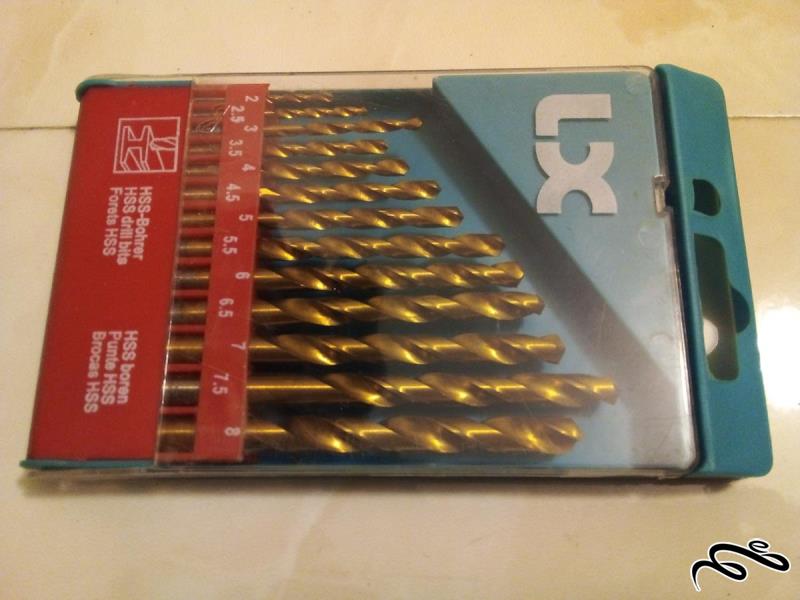 LX
2
2.5
3
3.5
4
4.5
5
5.5
6
6.5
7
7.5
8
HSS-Bohrer
HSS drill bits
Forets HSS
HSS boren
Punte HSS
Brocas HSS